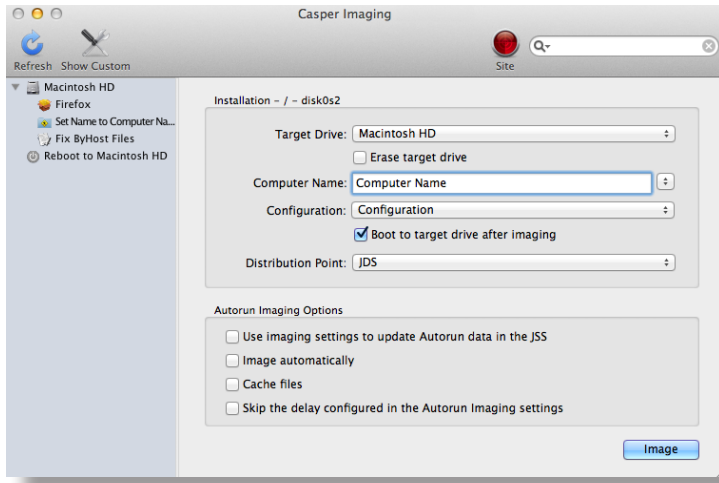 Casper Imaging
Refresh Show Custom
Site
Macintosh HD
Firefox
Set Name to Computer Na...
Fix ByHost Files
Reboot to Macintosh HD
Installation - / - disk0s2
Target Drive: Macintosh HD
Erase target drive
Computer Name: Computer Name
Configuration: Configuration
Boot to target drive after imaging
Distribution Point: JDS
Autorun Imaging Options
Use imaging settings to update Autorun data in the JSS
Image automatically
Cache files
Skip the delay configured in the Autorun Imaging settings
Image